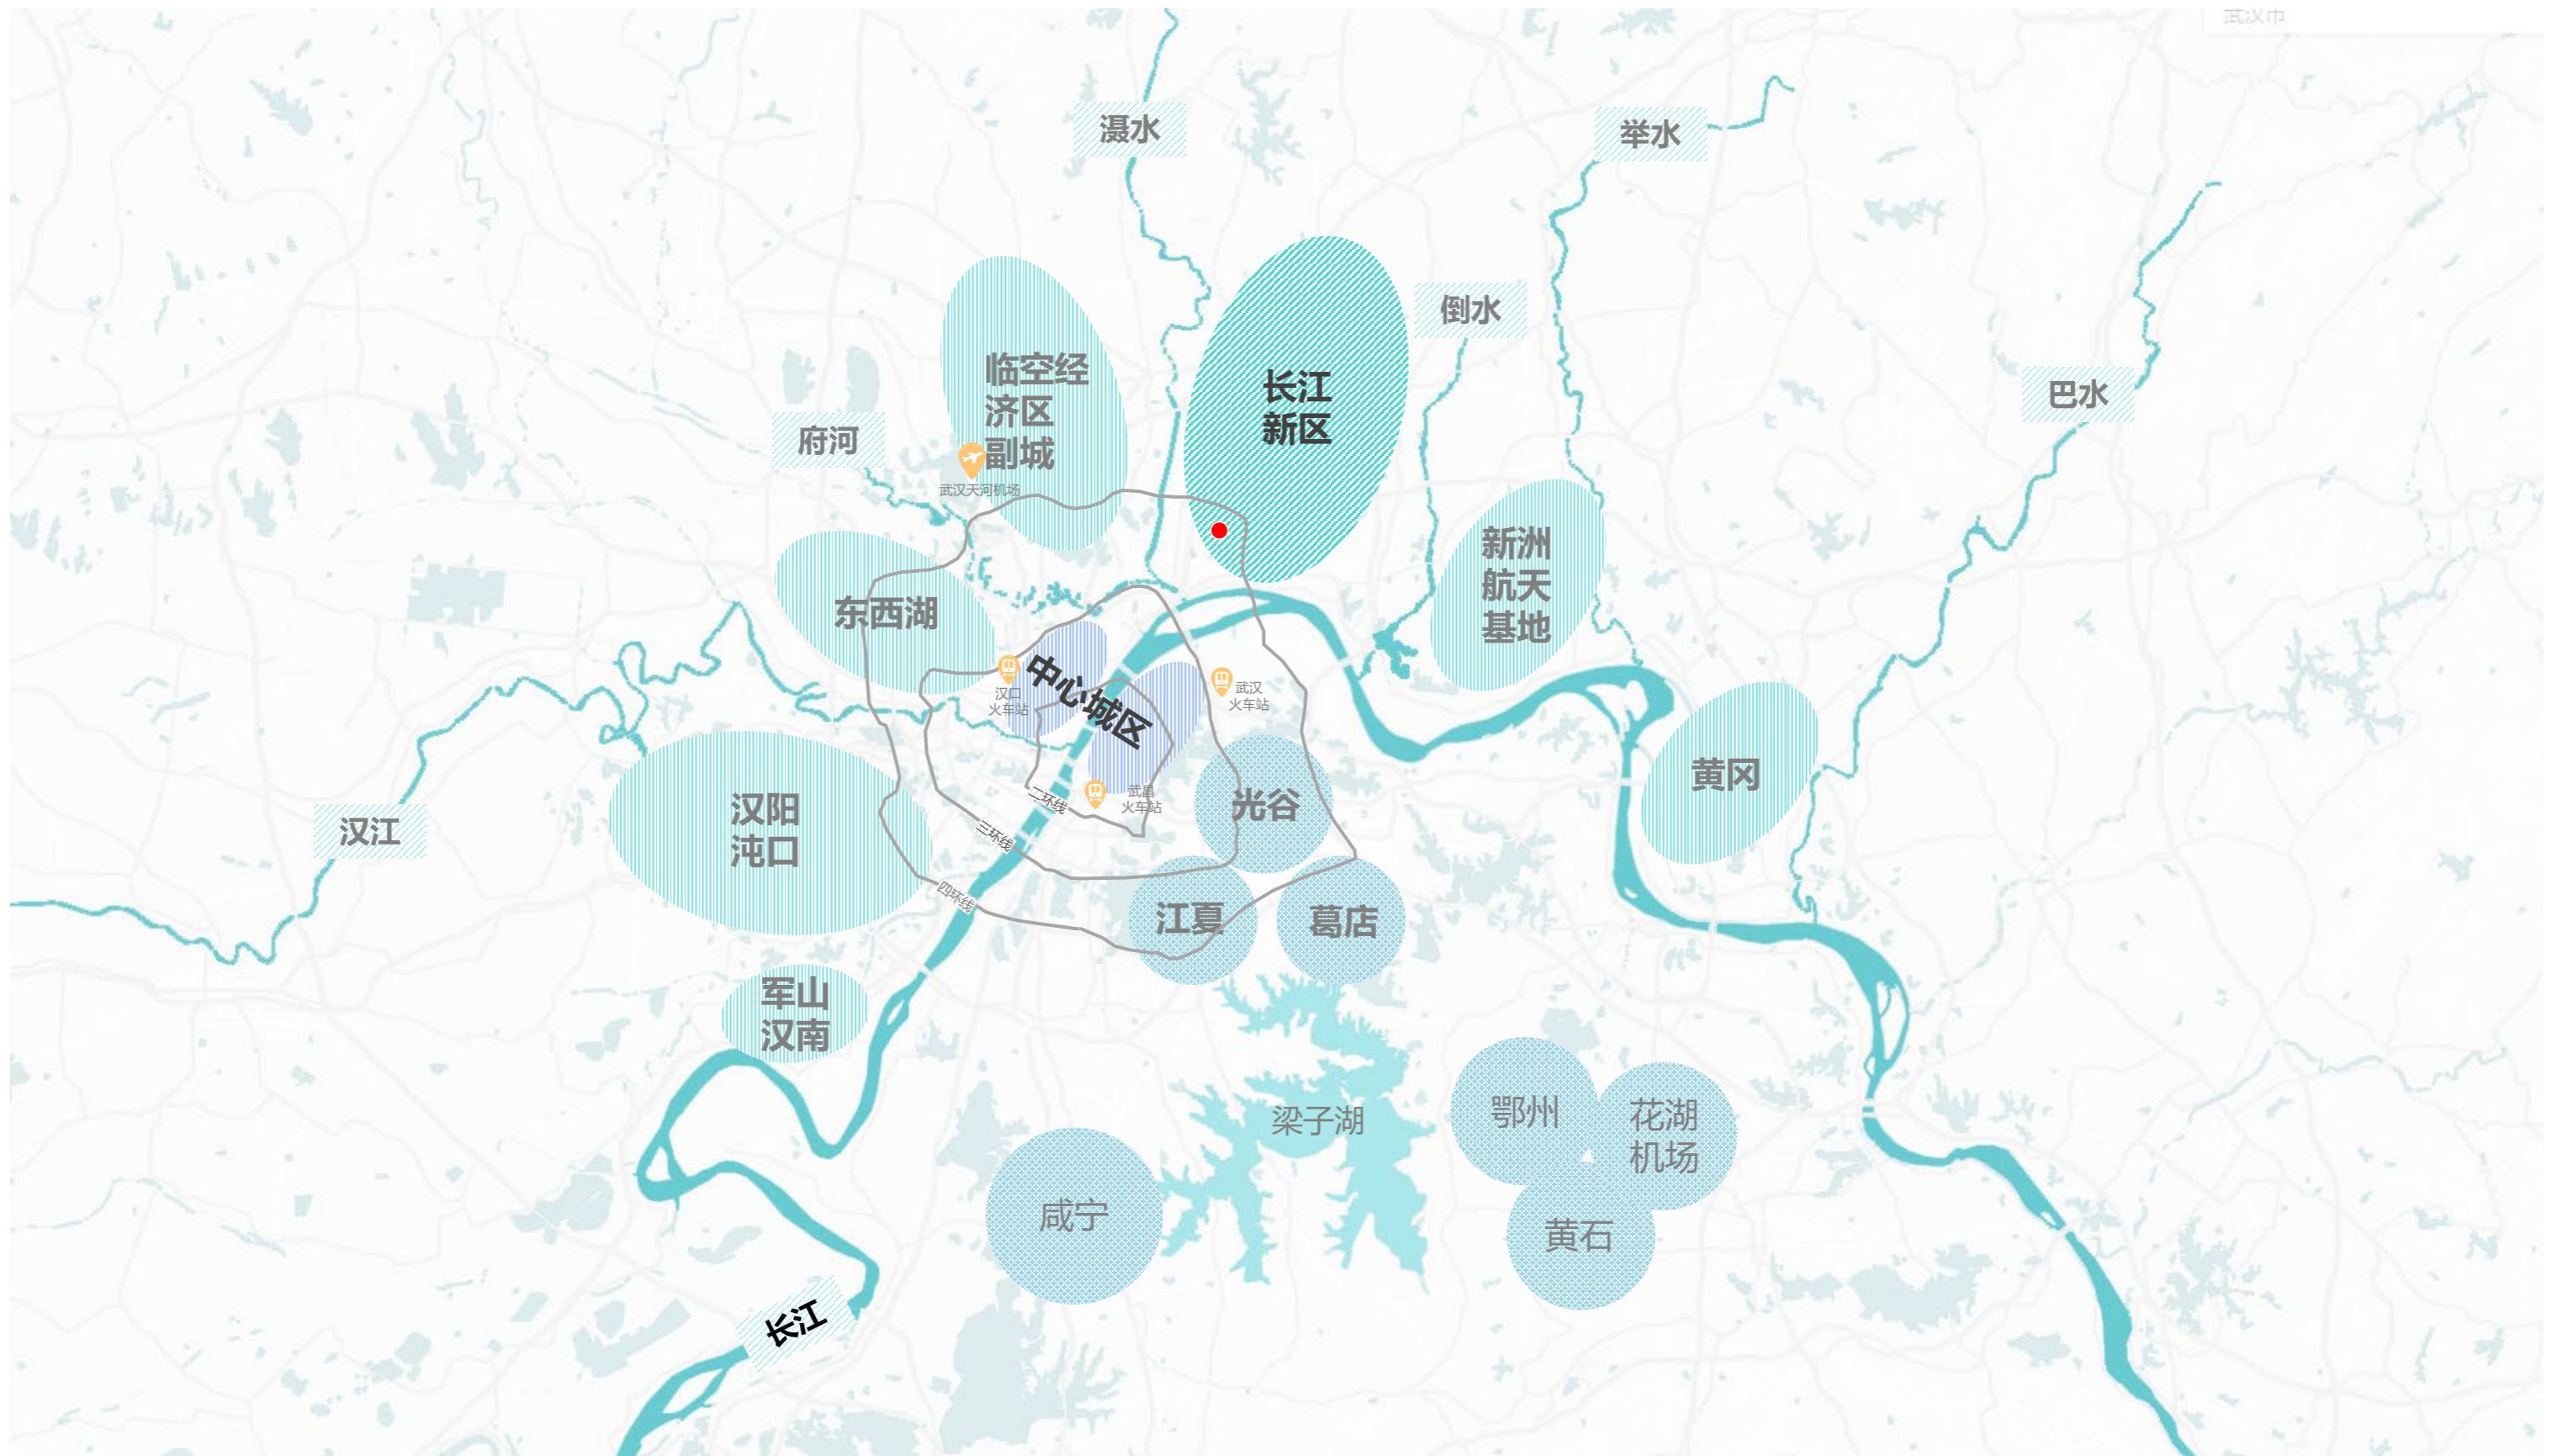 武汉市
滠水
举水
倒水
临空经
济区
副城
长江
新区
巴水
府河
武汉天河机场
新洲
航天
基地
东西湖
中心城区
汉口
火车站
武汉
火车站
黄冈
汉阳
沌口
二环线
武昌
火车站
光谷
汉江
三环线
四环线
江夏
葛店
军山
汉南
梁子湖
鄂州
花湖
机场
咸宁
黄石
长江